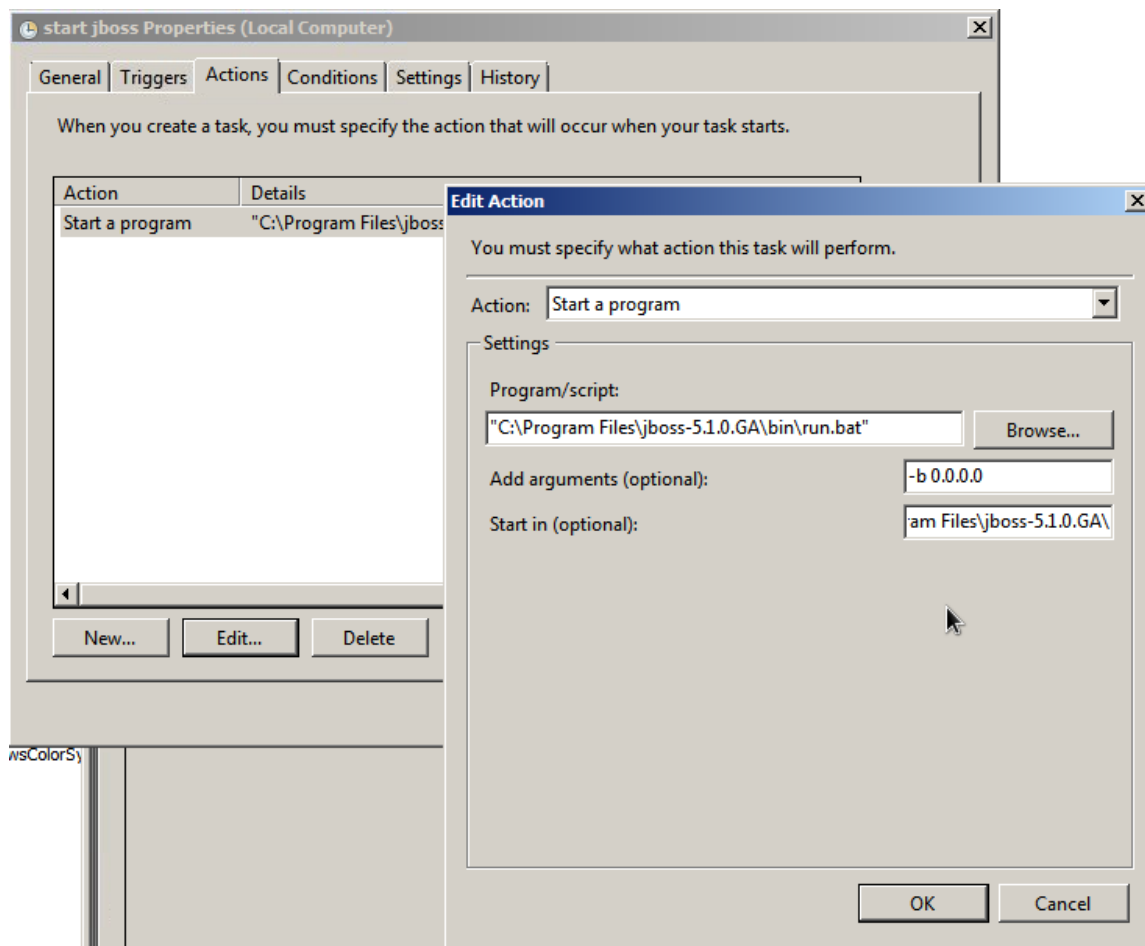 start jboss Properties (Local Computer)
General Triggers Actions Conditions Settings History
When you create a task, you must specify the action that will occur when your task starts.
Action Details
Start a program "C:\Program Files\jboss
Edit Action
You must specify what action this task will perform.
Action: Start a program
Settings
Program/script:
"C:\Program Files\jboss-5.1.0.GA\bin\run.bat" Browse...
Add arguments (optional): -b 0.0.0.0
Start in (optional): am Files\jboss-5.1.0.GA\
New... Edit... Delete
wsColorSy
OK Cancel